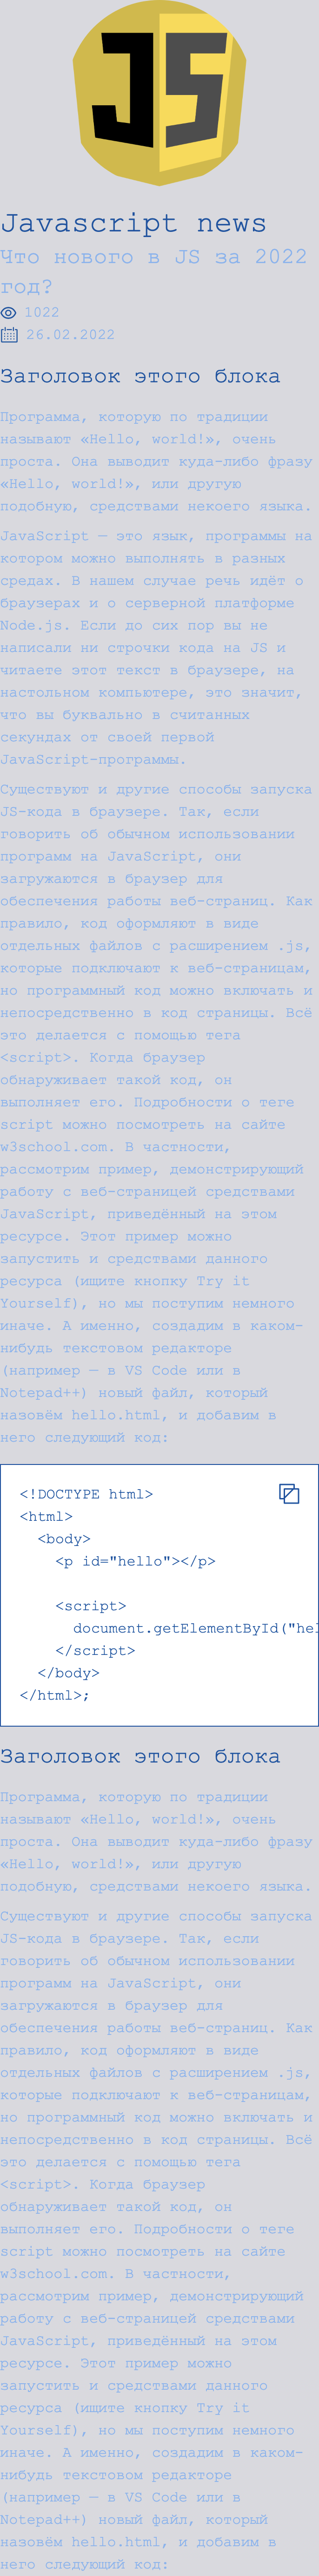 JS
Javascript news
Что нового в JS за 2022
год?
1022
26.02.2022
Заголовок этого блока
Программа, которую по традиции
называют «Hello, world!», очень
проста. Она выводит куда-либо фразу
«Hello, world!», или другую
подобную, средствами некоего языка.
JavaScript — это язык, программы на
котором можно выполнять в разных
средах. В нашем случае речь идёт о
браузерах и о серверной платформе
Node.js. Если до сих пор вы не
написали ни строчки кода на JS и
читаете этот текст в браузере, на
настольном компьютере, это значит,
что вы буквально в считанных
секундах от своей первой
JavaScript-программы.
Существуют и другие способы запуска
JS-кода в браузере. Так, если
говорить об обычном использовании
программ на JavaScript, они
загружаются в браузер для
обеспечения работы веб-страниц. Как
правило, код оформляют в виде
отдельных файлов с расширением .js,
которые подключают к веб-страницам,
но программный код можно включать и
непосредственно в код страницы. Всё
это делается с помощью тега
<script>. Когда браузер
обнаруживает такой код, он
выполняет его. Подробности о теге
script можно посмотреть на сайте
w3school.com. В частности,
рассмотрим пример, демонстрирующий
работу с веб-страницей средствами
JavaScript, приведённый на этом
ресурсе. Этот пример можно
запустить и средствами данного
ресурса (ищите кнопку Try it
Yourself), но мы поступим немного
иначе. А именно, создадим в каком-
нибудь текстовом редакторе
(например — в VS Code или в
Notepad++) новый файл, который
назовём hello.html, и добавим в
него следующий код:
<!DOCTYPE html>
<html>
<body>
<p id="hello"></p>
<script>
document.getElementById("hel
</script>
</body>
</html>;
Заголовок этого блока
Программа, которую по традиции
называют «Hello, world!», очень
проста. Она выводит куда-либо фразу
«Hello, world!», или другую
подобную, средствами некоего языка.
Существуют и другие способы запуска
JS-кода в браузере. Так, если
говорить об обычном использовании
программ на JavaScript, они
загружаются в браузер для
обеспечения работы веб-страниц. Как
правило, код оформляют в виде
отдельных файлов с расширением .js,
которые подключают к веб-страницам,
но программный код можно включать и
непосредственно в код страницы. Всё
это делается с помощью тега
<script>. Когда браузер
обнаруживает такой код, он
выполняет его. Подробности о теге
script можно посмотреть на сайте
w3school.com. В частности,
рассмотрим пример, демонстрирующий
работу с веб-страницей средствами
JavaScript, приведённый на этом
ресурсе. Этот пример можно
запустить и средствами данного
ресурса (ищите кнопку Try it
Yourself), но мы поступим немного
иначе. А именно, создадим в каком-
нибудь текстовом редакторе
(например — в VS Code или в
Notepad++) новый файл, который
назовём hello.html, и добавим в
него следующий код: